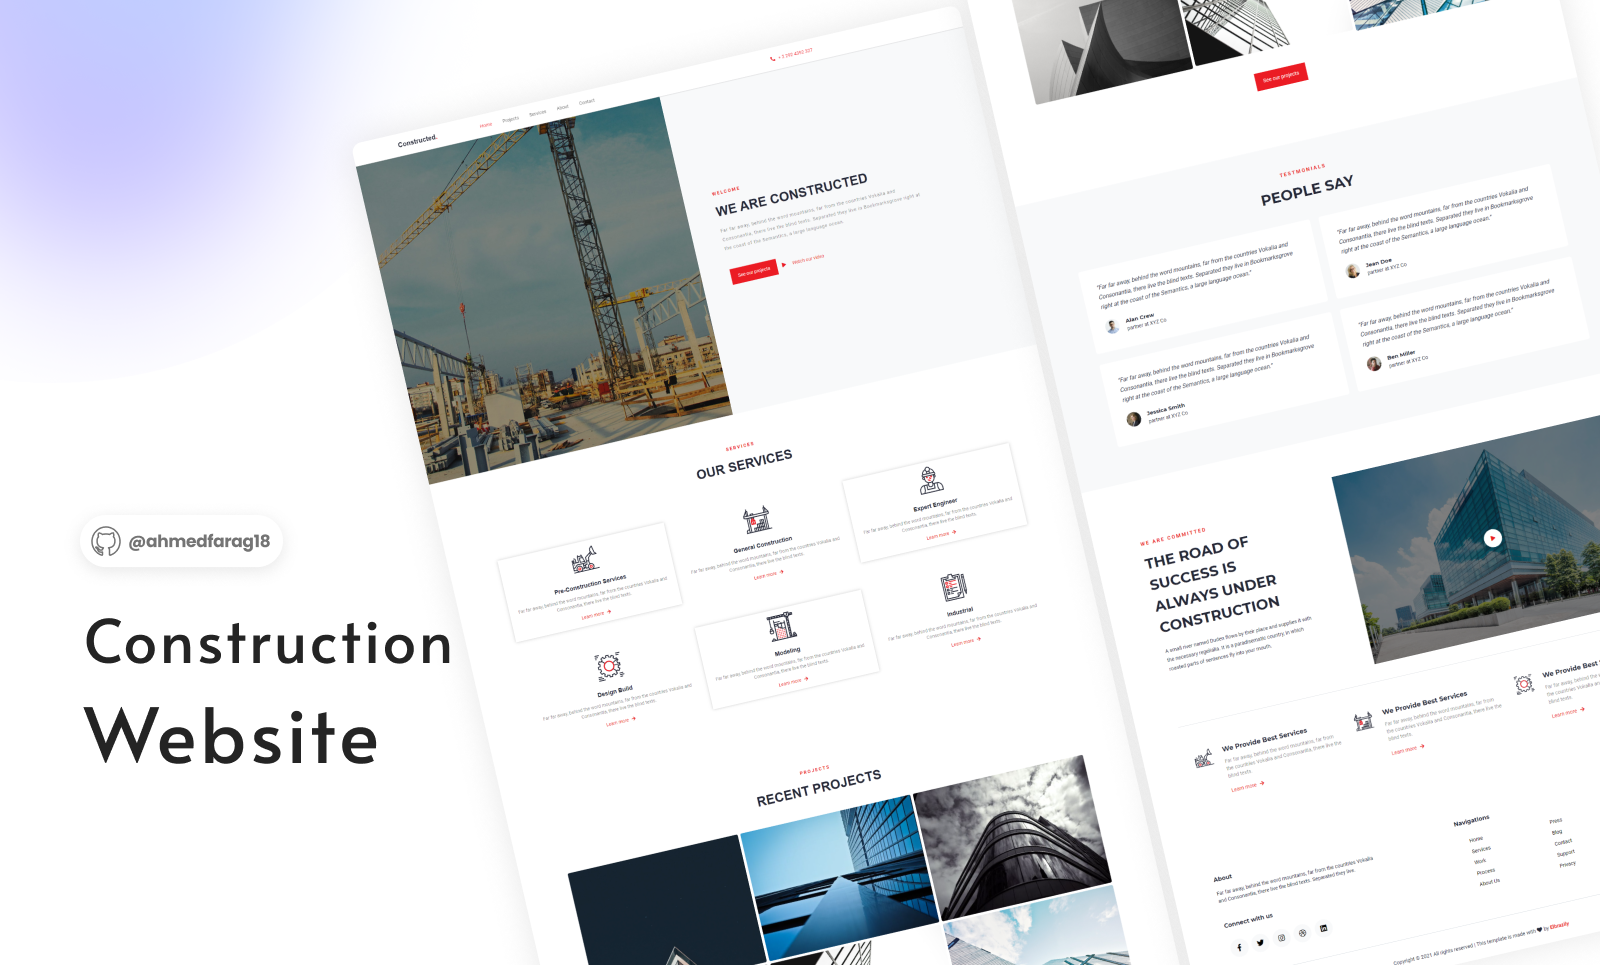 @ahmedfarag18
Construction
Website
Constructed.
Home
Projects
Services
About
Contact
+ 3 292 4392 327
WELCOME
WE ARE CONSTRUCTED
Far far away, behind the word mountains, far from the countries Vokalia and
Consonantia, there live the blind texts. Separated they live in Bookmarksgrove right at
the coast of the Semantics, a large language ocean.
See our projects
Watch our video
SERVICES
OUR SERVICES
Pre-Construction Services
Far far away, behind the word mountains, far from the countries Vokalia and
Consonantia, there live the blind texts.
Learn more
General Construction
Far far away, behind the word mountains, far from the countries Vokalia and
Consonantia, there live the blind texts.
Learn more
Expert Engineer
Far far away, behind the word mountains, far from the countries Vokalia and
Consonantia, there live the blind texts.
Learn more
Design Build
Far far away, behind the word mountains, far from the countries Vokalia and
Consonantia, there live the blind texts.
Learn more
Modeling
Far far away, behind the word mountains, far from the countries Vokalia and
Consonantia, there live the blind texts.
Learn more
Industrial
Far far away, behind the word mountains, far from the countries Vokalia and
Consonantia, there live the blind texts.
Learn more
PROJECTS
RECENT PROJECTS
See our projects
TESTMONIALS
PEOPLE SAY
"Far far away, behind the word mountains, far from the countries Vokalia and
Consonantia, there live the blind texts. Separated they live in Bookmarksgrove
right at the coast of the Semantics, a large language ocean."
Alan Crew
partner at XYZ Co
"Far far away, behind the word mountains, far from the countries Vokalia and
Consonantia, there live the blind texts. Separated they live in Bookmarksgrove
right at the coast of the Semantics, a large language ocean."
Jean Doe
partner at XYZ Co
"Far far away, behind the word mountains, far from the countries Vokalia and
Consonantia, there live the blind texts. Separated they live in Bookmarksgrove
right at the coast of the Semantics, a large language ocean."
Jessica Smith
partner at XYZ Co
"Far far away, behind the word mountains, far from the countries Vokalia and
Consonantia, there live the blind texts. Separated they live in Bookmarksgrove
right at the coast of the Semantics, a large language ocean."
Ben Miller
partner at XYZ Co
WE ARE COMMITTED
THE ROAD OF
SUCCESS IS
ALWAYS UNDER
CONSTRUCTION
A small river named Duden flows by their place and supplies it with
the necessary regelialia. It is a paradisematic country, in which
roasted parts of sentences fly into your mouth.
We Provide Best Services
Far far away, behind the word mountains, far from
the countries Vokalia and Consonantia, there live the
blind texts.
Learn more
We Provide Best Services
Far far away, behind the word mountains, far from
the countries Vokalia and Consonantia, there live the
blind texts.
Learn more
We Provide Best
Far far away, behind the
the countries Vokalia and
blind texts.
Learn more
About
Far far away, behind the word mountains, far from the countries Vokalia
and Consonantia, there live the blind texts. Separated they live.
Connect with us
Navigations
Home
Services
Work
Process
About Us
Press
Blog
Contact
Support
Privacy
Copyright © 2021 All rights reserved | This template is made with ♥ by Elbrazily